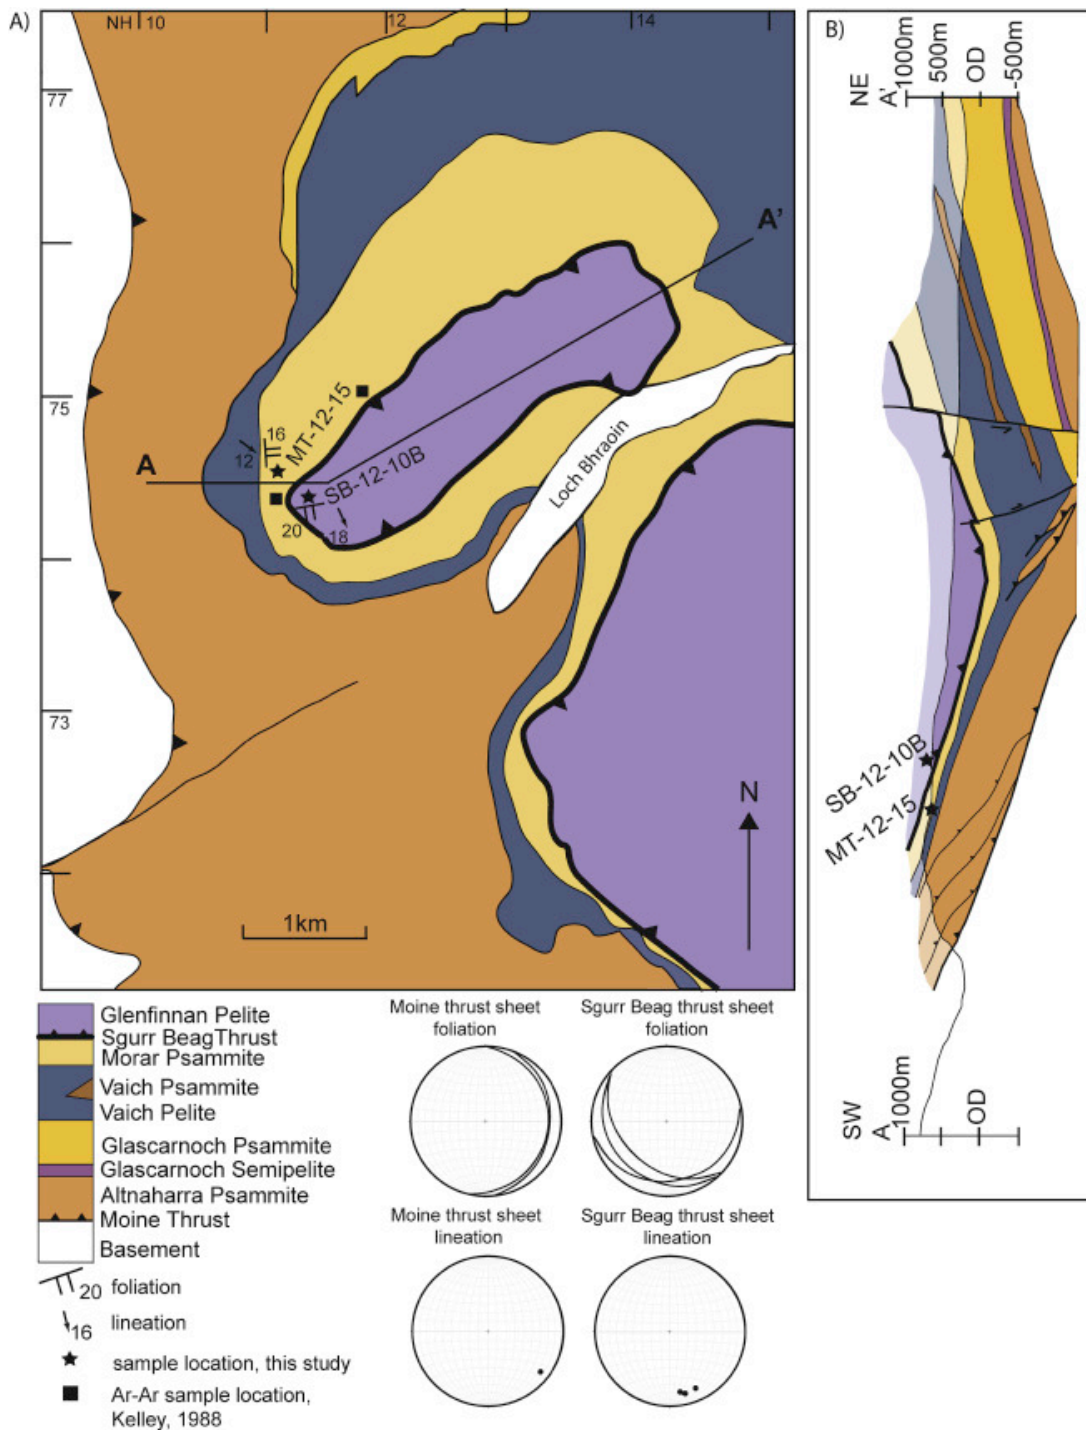 A)
NH 10
12
14
77
75
73
A'
A
16
12
MT-12-15
SB-12-10B
20
18
Loch Bhraoin
N
1km
B)
NE
A'
1000m
500m
OD
-500m
SB-12-10B
MT-12-15
SW
A
1000m
OD
Glenfinnan Pelite
Sgurr BeagThrust
Morar Psammite
Vaich Psammite
Vaich Pelite
Glascarnoch Psammite
Glascarnoch Semipelite
Altnaharra Psammite
Moine Thrust
Basement
20 foliation
16 lineation
sample location, this study
Ar-Ar sample location,
Kelley, 1988
Moine thrust sheet
foliation
Sgurr Beag thrust sheet
foliation
Moine thrust sheet
lineation
Sgurr Beag thrust sheet
lineation